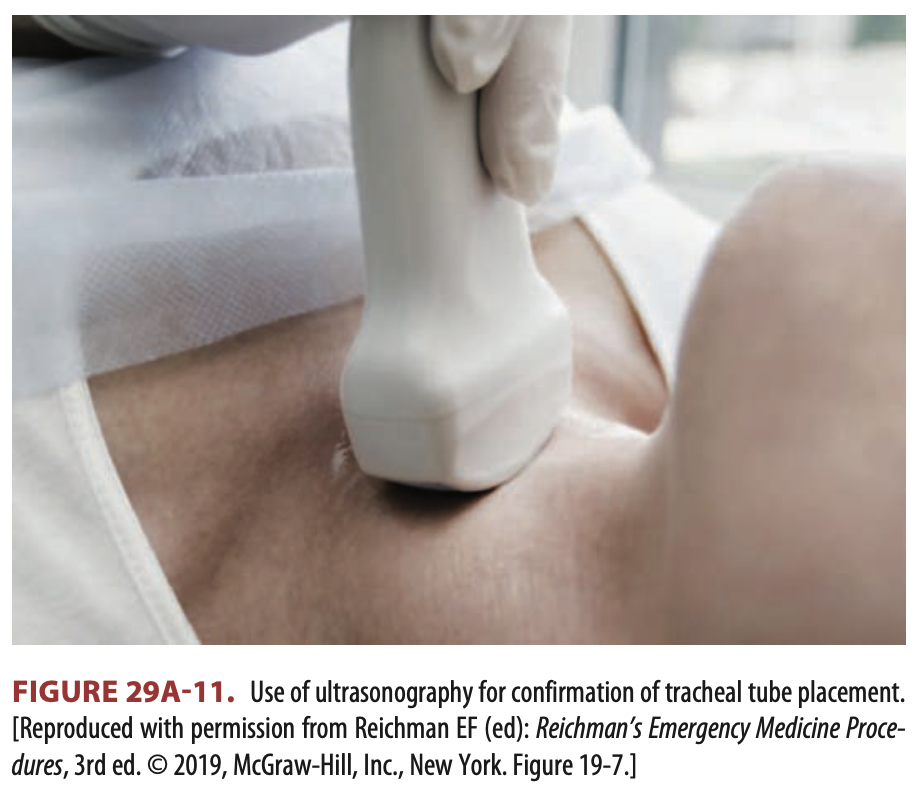 FIGURE 29A-11. Use of ultrasonography for confirmation of tracheal tube placement.
[Reproduced with permission from Reichman EF (ed): Reichman's Emergency Medicine Proce-
dures, 3rd ed. © 2019, McGraw-Hill, Inc., New York. Figure 19-7.]